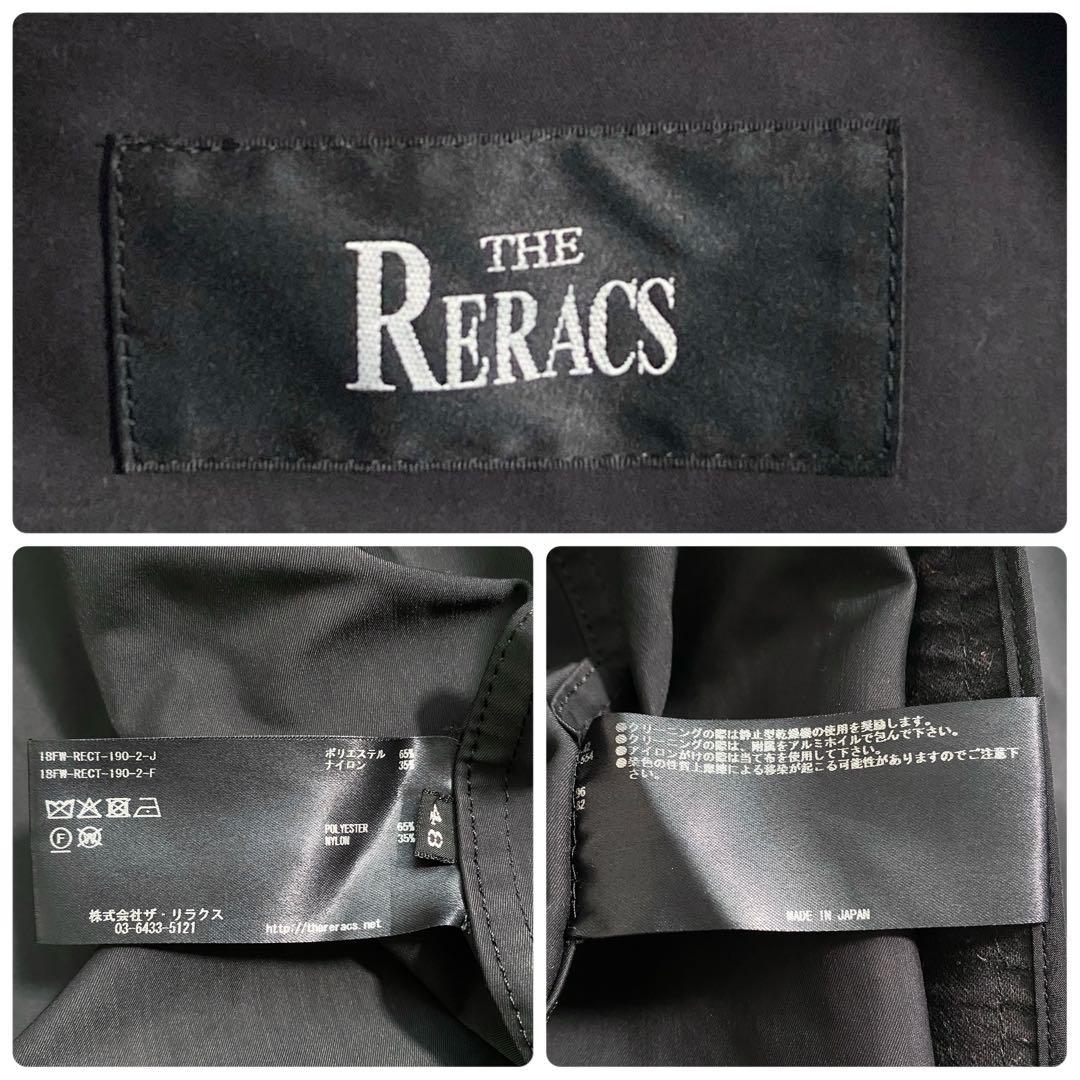 THE
RERACS
18FW-RECT-190-2-J
18FW-RECT-190-2-F
ポリエステル 65%
ナイロン 35%
POLYESTER 65%
NYLON 35%
48
株式会社ザ・リラクス
03-6433-5121
http://thereracs.net
●クリーニングの際は静止型乾燥機の使用を奨励します。
●クリーニングの際は、附属をアルミホイルで包んで下さい。
●アイロンがけの際は当て布を使用して下さい。
●染色の性質上摩擦による移染が起こる可能性がありますのでご注意下さい。
MADE IN JAPAN